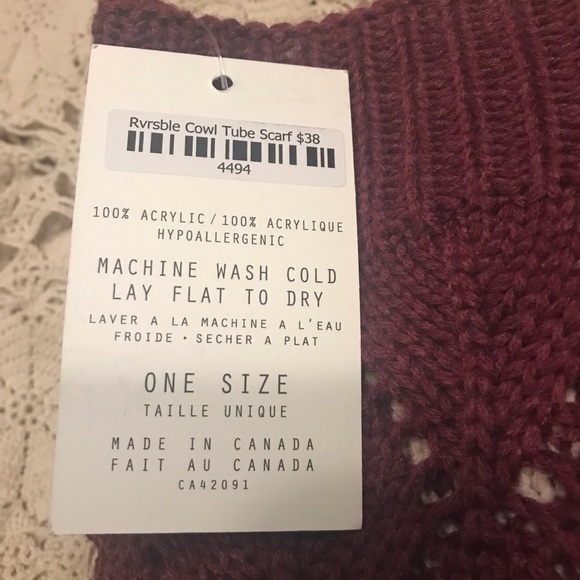 Rvrsble Cowl Tube Scarf $38
4494
100% ACRYLIC / 100% ACRYLIQUE
HYPOALLERGENIC
MACHINE WASH COLD
LAY FLAT TO DRY
LAVER A LA MACHINE A L'EAU
FROIDE • SECHER A PLAT
ONE SIZE
TAILLE UNIQUE
MADE IN CANADA
FAIT AU CANADA
CA42091